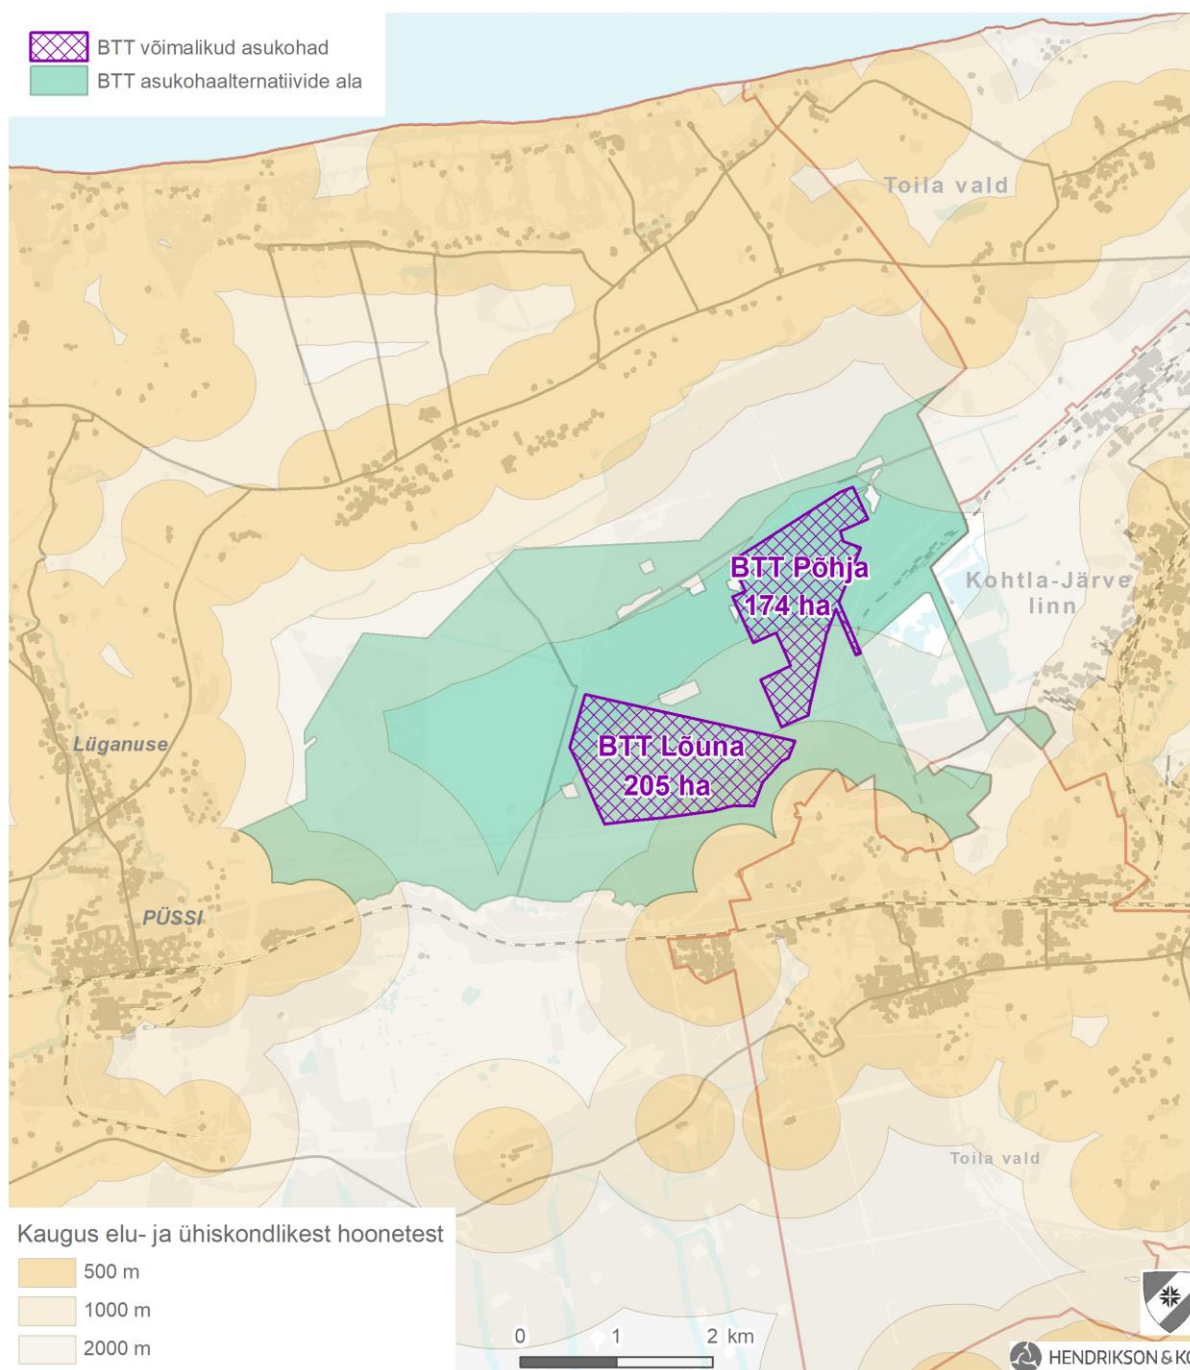 BTT võimalikud asukohad
BTT asukohaalternatiivide ala
Toila vald
BTT Põhja
174 ha
Kohtla-Järve
linn
Lüganuse
BTT Lõuna
205 ha
PÜSSI
Toila vald
Kaugus elu- ja ühiskondlikest hoonetest
500 m
1000 m
2000 m
0 1 2 km
HENDRIKSON & KO